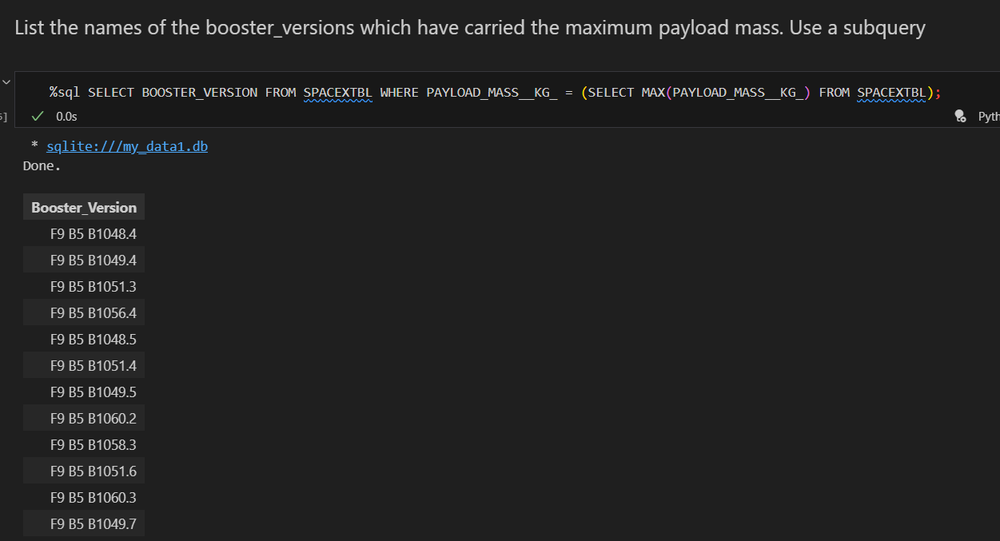 List the names of the booster_versions which have carried the maximum payload mass. Use a subquery
%sql SELECT BOOSTER_VERSION FROM SPACEXTBL WHERE PAYLOAD_MASS__KG_ = (SELECT MAX(PAYLOAD_MASS__KG_) FROM SPACEXTBL);
]
0.0s
Pyth
* sqlite:///my_data1.db
Done.
Booster_Version
F9 B5 B1048.4
F9 B5 B1049.4
F9 B5 B1051.3
F9 B5 B1056.4
F9 B5 B1048.5
F9 B5 B1051.4
F9 B5 B1049.5
F9 B5 B1060.2
F9 B5 B1058.3
F9 B5 B1051.6
F9 B5 B1060.3
F9 B5 B1049.7